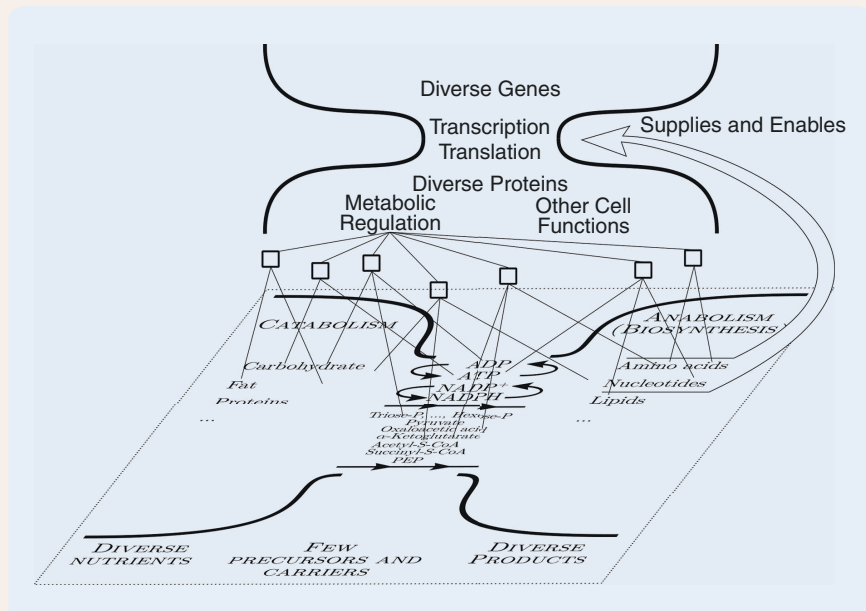 Diverse Genes
Transcription
Translation
Supplies and Enables
Diverse Proteins
Metabolic
Regulation
Other Cell
Functions
CATABOLISM
ANABOLISM
(BIOSYNTHESIS)
Carbohydrate
Fat
Proteins
...
ADP
ATP
NADP+
NADPH
Triose-P, ..., Hexose-P
Pyruvate
Oxaloacetic acid
α-Ketoglutarate
Acetyl-S-CoA
Succinyl-S-CoA
PEP
Amino acids
Nucleotides
Lipids
...
DIVERSE
NUTRIENTS
FEW
PRECURSORS AND
CARRIERS
DIVERSE
PRODUCTS